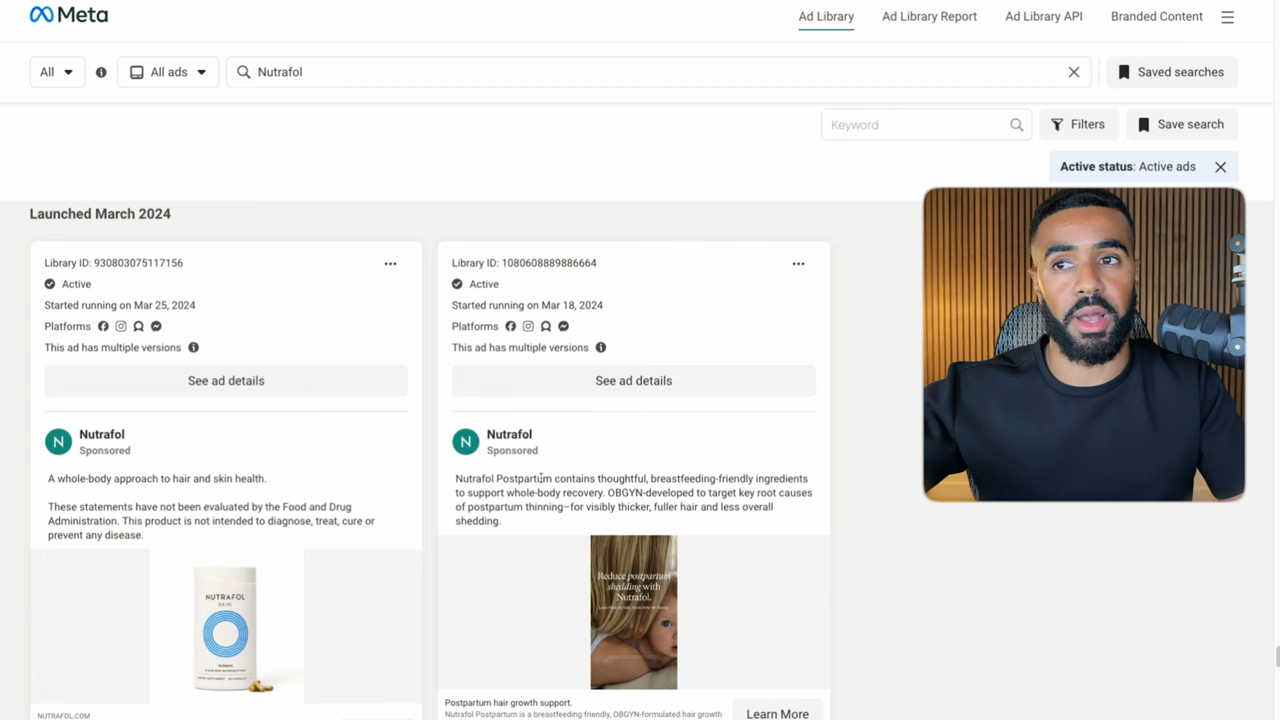 Meta
Ad Library
Ad Library Report
Ad Library API
Branded Content
All
All ads
Nutrafol
Saved searches
Keyword
Filters
Save search
Active status: Active ads
Launched March 2024
Library ID: 930803075117156
Active
Started running on Mar 25, 2024
Platforms
This ad has multiple versions
See ad details
N
Nutrafol
Sponsored
A whole-body approach to hair and skin health.
These statements have not been evaluated by the Food and Drug
Administration. This product is not intended to diagnose, treat, cure or
prevent any disease.
NUTRAFOL
SKIN
WOMEN
NUTRAFOL.COM
Library ID: 1080608889886664
Active
Started running on Mar 18, 2024
Platforms
This ad has multiple versions
See ad details
N
Nutrafol
Sponsored
Nutrafol Postpartum contains thoughtful, breastfeeding-friendly ingredients
to support whole-body recovery. OBGYN-developed to target key root causes
of postpartum thinning–for visibly thicker, fuller hair and less overall
shedding.
Reduce postpartum
shedding with
Nutrafol.
Postpartum hair growth support.
Nutrafol Postpartum is a breastfeeding friendly, OBGYN-formulated hair growth
Learn More